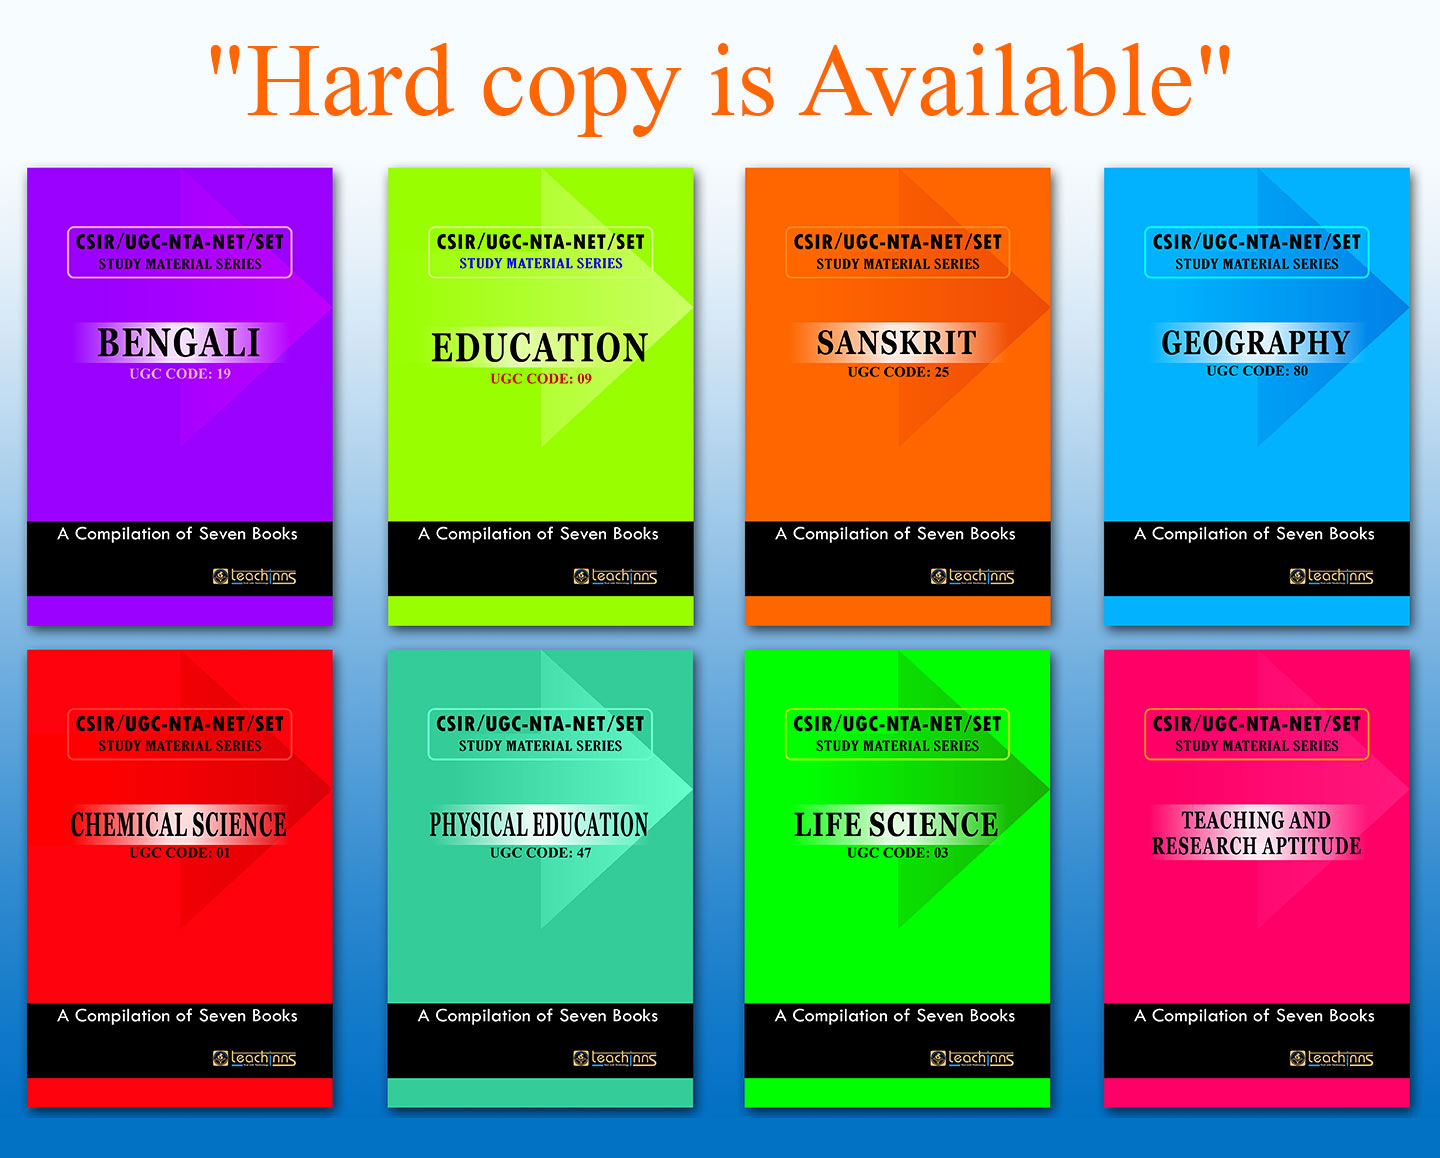 "Hard copy is Available"
CSIR/UGC-NTA-NET/SET
STUDY MATERIAL SERIES
BENGALI
UGC CODE: 19
A Compilation of Seven Books
teachinns
CSIR/UGC-NTA-NET/SET
STUDY MATERIAL SERIES
EDUCATION
UGC CODE: 09
A Compilation of Seven Books
teachinns
CSIR/UGC-NTA-NET/SET
STUDY MATERIAL SERIES
SANSKRIT
UGC CODE: 25
A Compilation of Seven Books
teachinns
CSIR/UGC-NTA-NET/SET
STUDY MATERIAL SERIES
GEOGRAPHY
UGC CODE: 80
A Compilation of Seven Books
teachinns
CSIR/UGC-NTA-NET/SET
STUDY MATERIAL SERIES
CHEMICAL SCIENCE
UGC CODE: 01
A Compilation of Seven Books
teachinns
CSIR/UGC-NTA-NET/SET
STUDY MATERIAL SERIES
PHYSICAL EDUCATION
UGC CODE: 47
A Compilation of Seven Books
teachinns
CSIR/UGC-NTA-NET/SET
STUDY MATERIAL SERIES
LIFE SCIENCE
UGC CODE: 03
A Compilation of Seven Books
teachinns
CSIR/UGC-NTA-NET/SET
STUDY MATERIAL SERIES
TEACHING AND
RESEARCH APTITUDE
A Compilation of Seven Books
teachinns